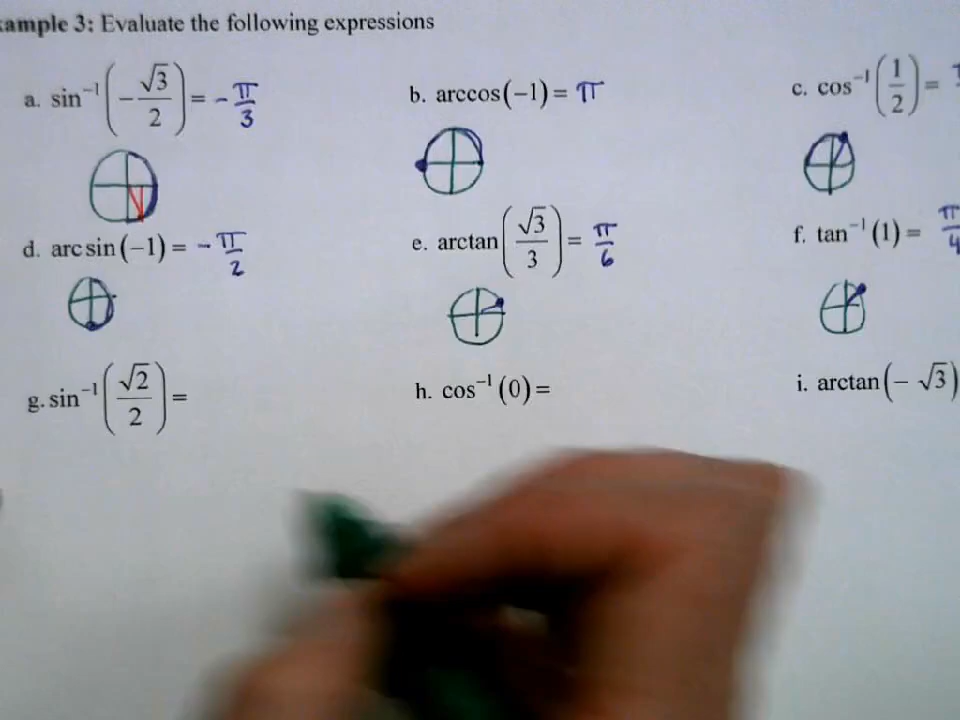 ample 3: Evaluate the following expressions
a. sin⁻¹(-√3/2) = -π/3
b. arccos(-1) = π
c. cos⁻¹(1/2) =
d. arcsin(-1) = -π/2
e. arctan(√3/3) = π/6
f. tan⁻¹(1) = π/4
g. sin⁻¹(√2/2) =
h. cos⁻¹(0) =
i. arctan(-√3)